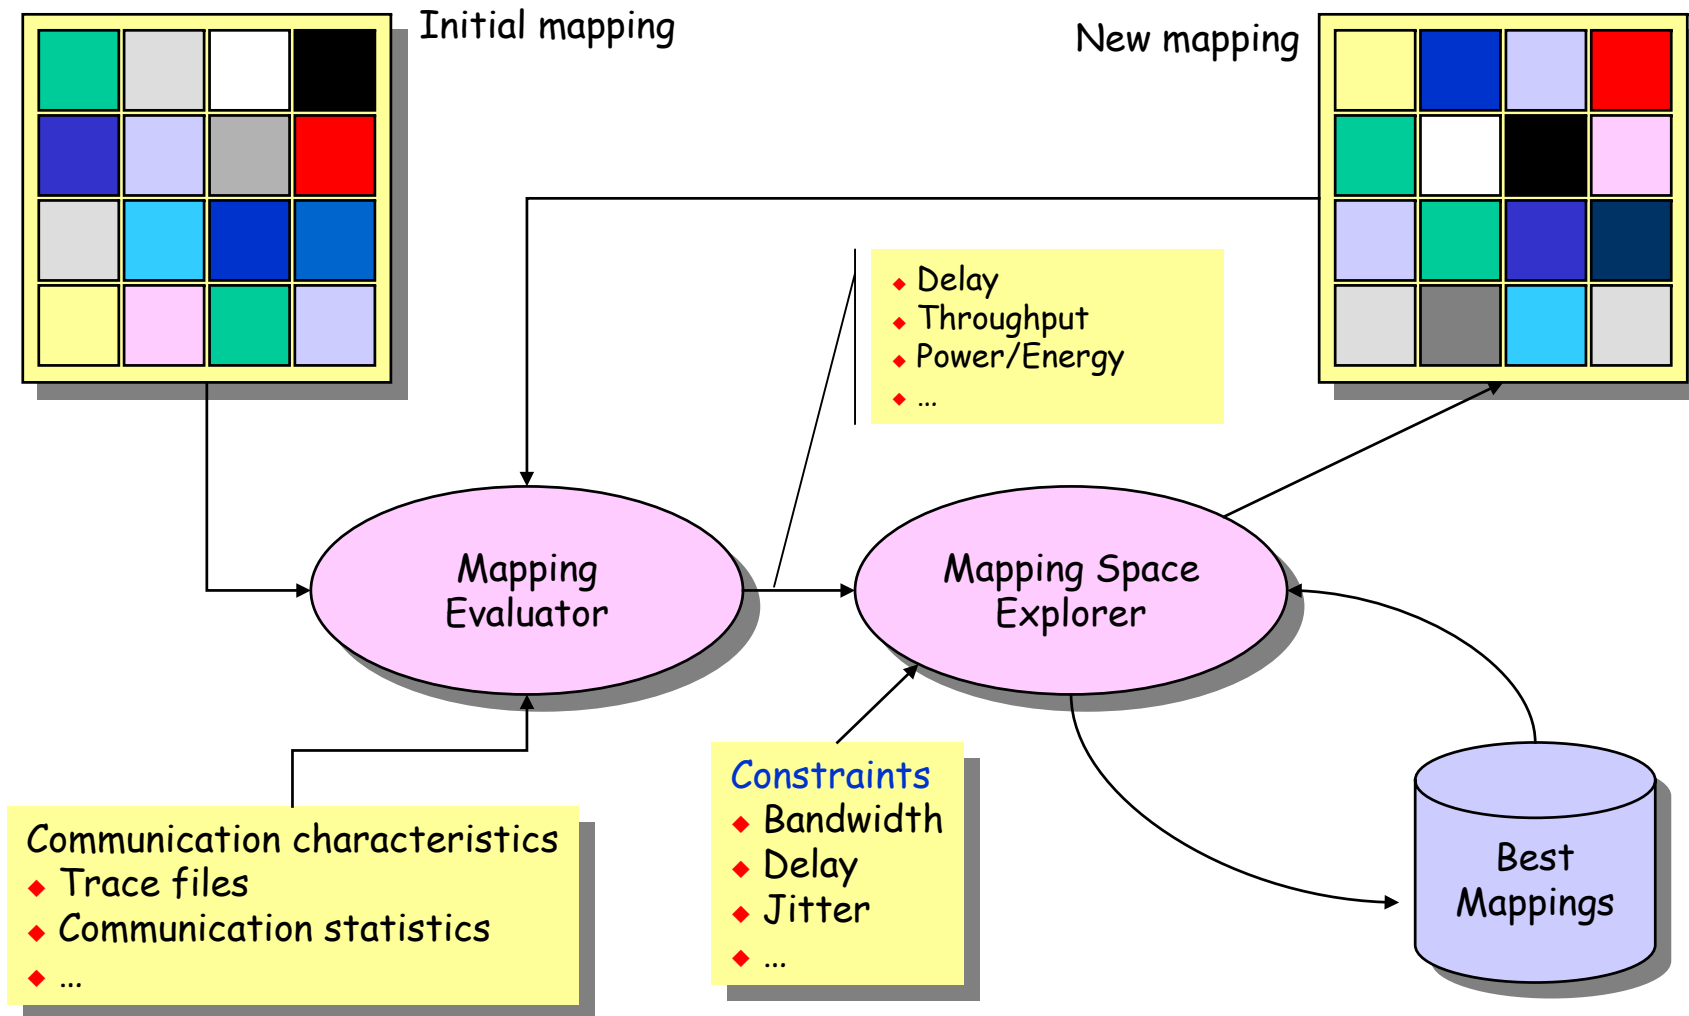 Initial mapping
New mapping
Delay
Throughput
Power/Energy
...
Mapping
Evaluator
Mapping Space
Explorer
Constraints
Bandwidth
Delay
Jitter
...
Communication characteristics
Trace files
Communication statistics
...
Best
Mappings